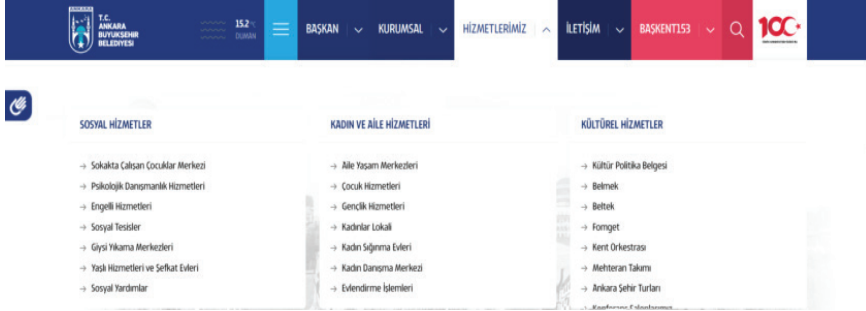 T.C.
ANKARA
BÜYÜKŞEHİR
BELEDİYESİ
15.2
DUMAN
BAŞKAN
KURUMSAL
HİZMETLERİMİZ
İLETİŞİM
BAŞKENT153
100
SOSYAL HİZMETLER
→ Sokakta Çalışan Çocuklar Merkezi
→ Psikolojik Danışmanlık Hizmetleri
→ Engelli Hizmetleri
→ Sosyal Tesisler
→ Giysi Yıkama Merkezleri
→ Yaşlı Hizmetleri ve Şefkat Evleri
→ Sosyal Yardımlar
KADIN VE AİLE HİZMETLERİ
→ Aile Yaşam Merkezleri
→ Çocuk Hizmetleri
→ Gençlik Hizmetleri
→ Kadınlar Lokali
→ Kadın Sığınma Evleri
→ Kadın Danışma Merkezi
→ Evlendirme İşlemleri
KÜLTÜREL HİZMETLER
→ Kültür Politika Belgesi
→ Belmek
→ Beltek
→ Fomget
→ Kent Orkestrası
→ Mehteran Takımı
→ Ankara Şehir Turları